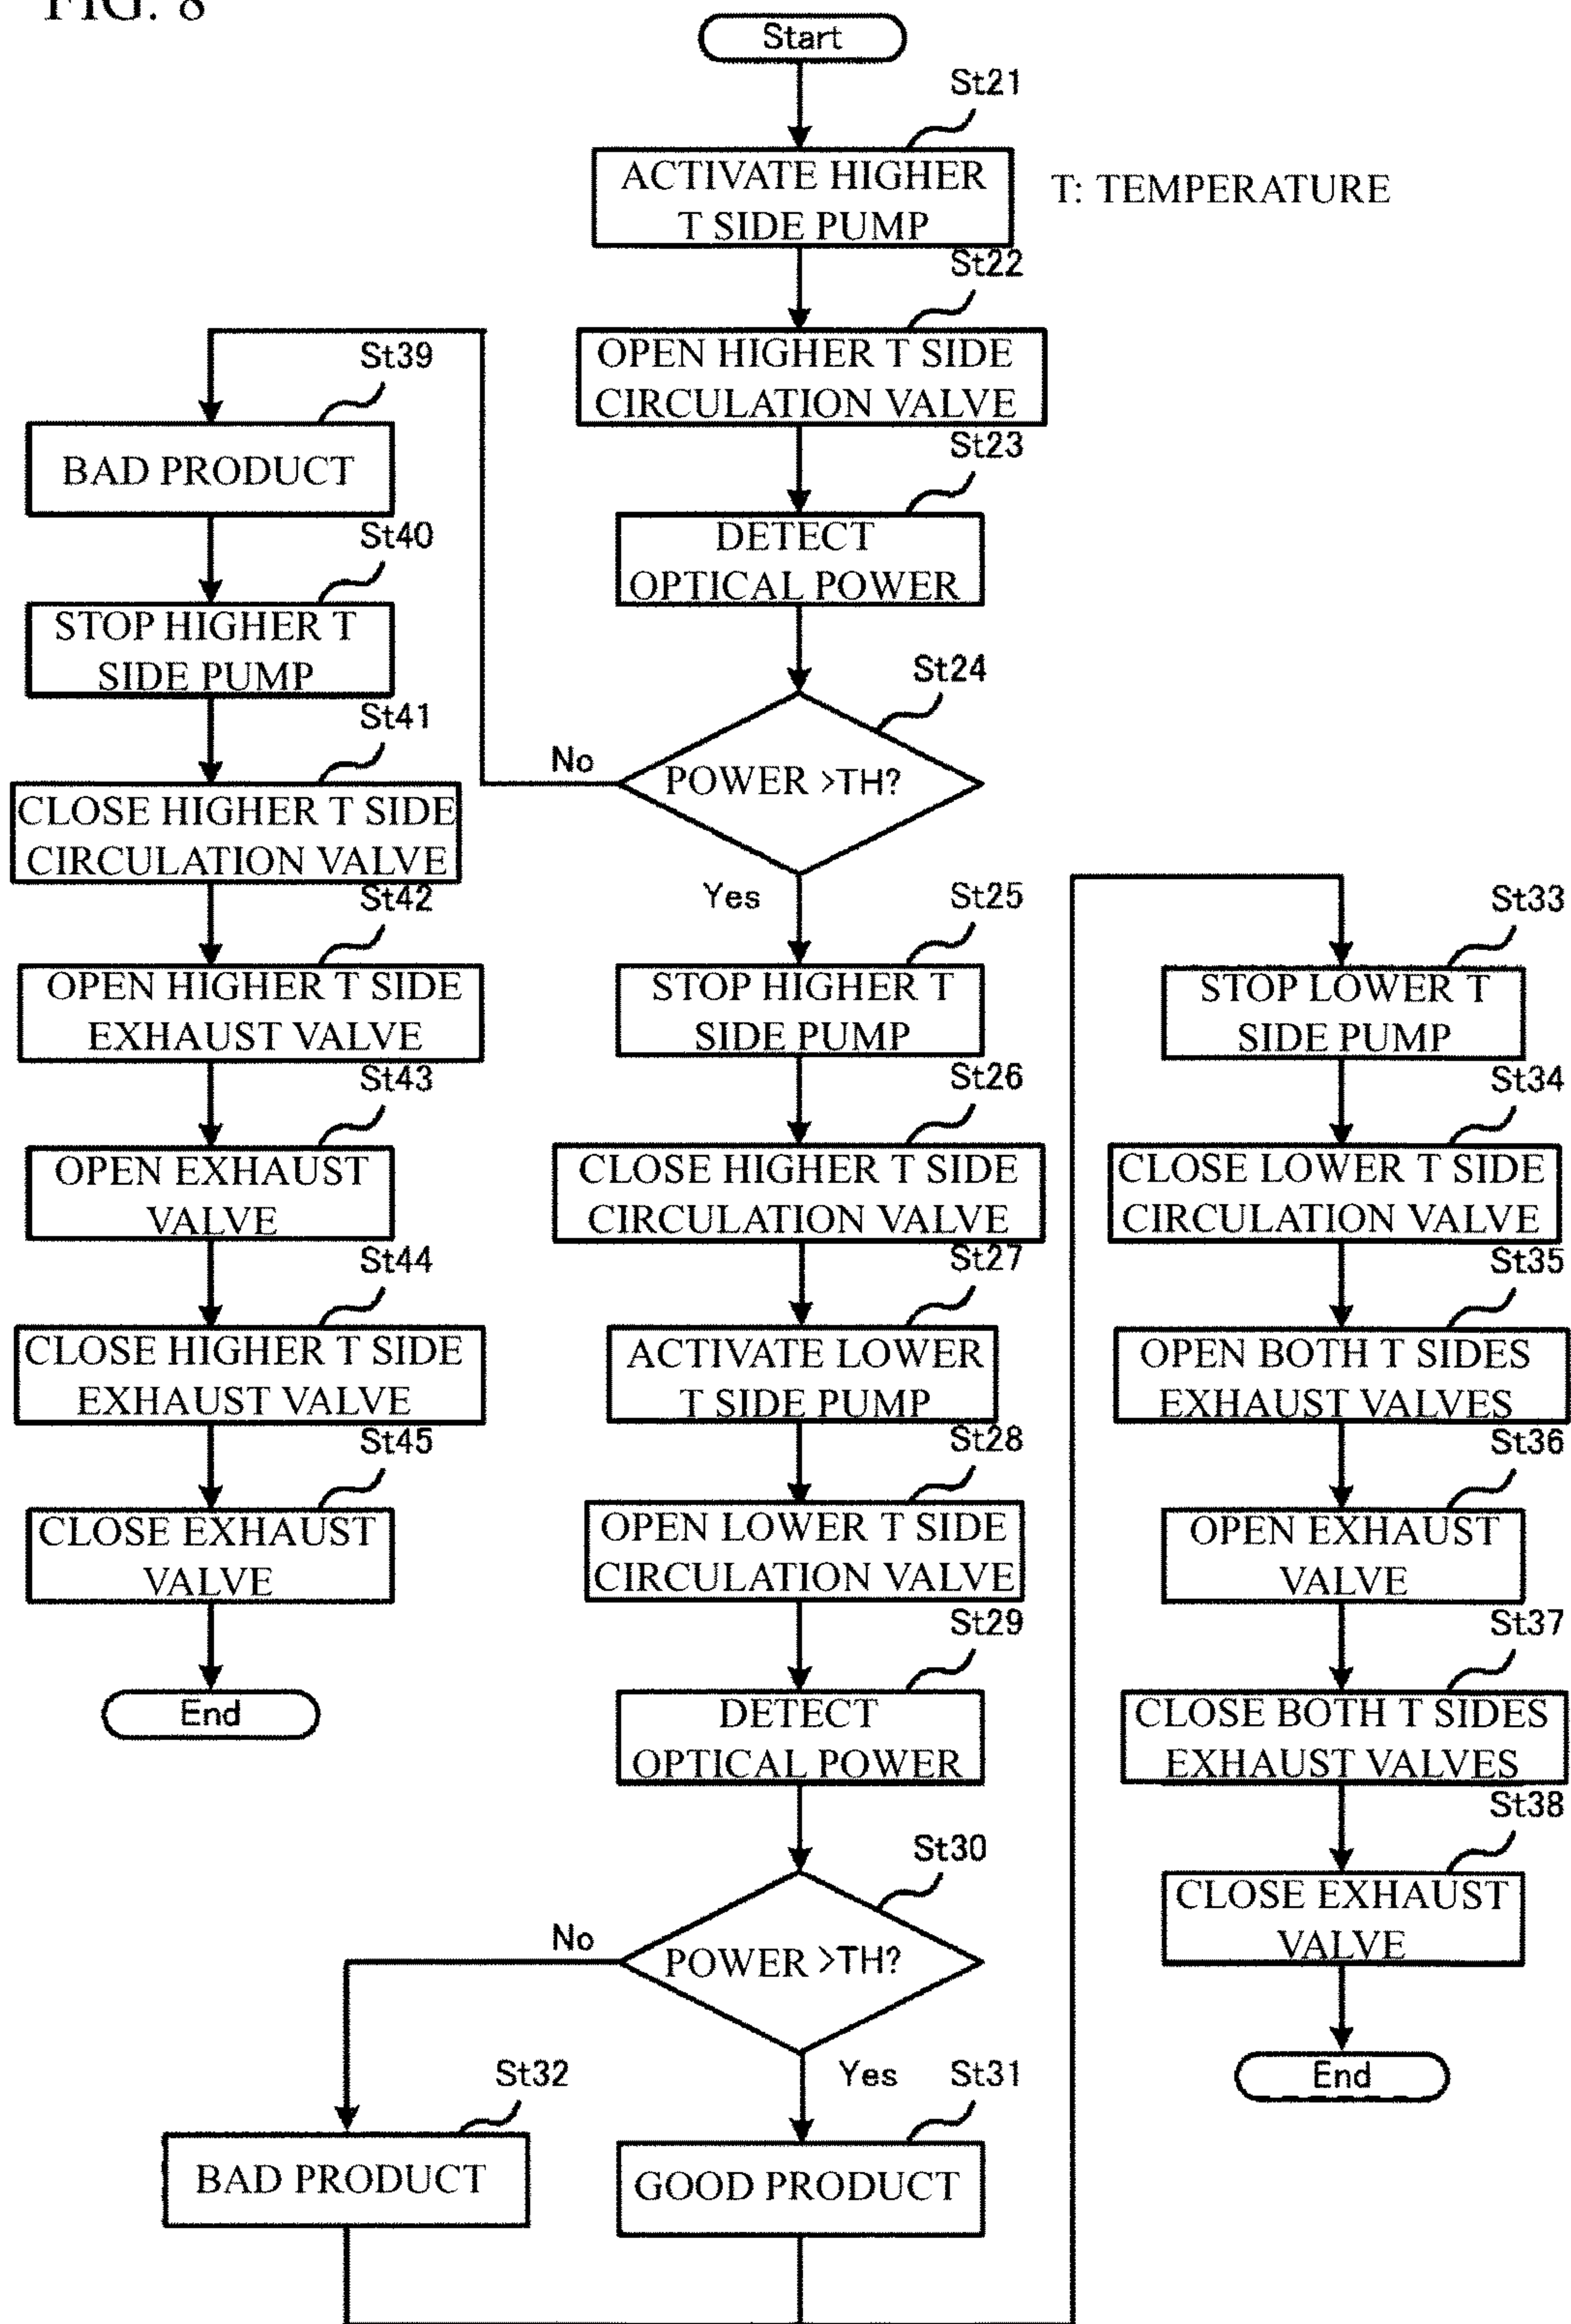 FIG. 8
Start
St21
ACTIVATE HIGHER
T SIDE PUMP
T: TEMPERATURE
St22
OPEN HIGHER T SIDE
CIRCULATION VALVE
St23
DETECT
OPTICAL POWER
St24
POWER >TH?
No
Yes
St39
BAD PRODUCT
St40
STOP HIGHER T
SIDE PUMP
St41
CLOSE HIGHER T SIDE
CIRCULATION VALVE
St42
OPEN HIGHER T SIDE
EXHAUST VALVE
St43
OPEN EXHAUST
VALVE
St44
CLOSE HIGHER T SIDE
EXHAUST VALVE
St45
CLOSE EXHAUST
VALVE
End
St25
STOP HIGHER T
SIDE PUMP
St26
CLOSE HIGHER T SIDE
CIRCULATION VALVE
St27
ACTIVATE LOWER
T SIDE PUMP
St28
OPEN LOWER T SIDE
CIRCULATION VALVE
St29
DETECT
OPTICAL POWER
St30
POWER >TH?
No
Yes
St32
BAD PRODUCT
St31
GOOD PRODUCT
St33
STOP LOWER T
SIDE PUMP
St34
CLOSE LOWER T SIDE
CIRCULATION VALVE
St35
OPEN BOTH T SIDES
EXHAUST VALVES
St36
OPEN EXHAUST
VALVE
St37
CLOSE BOTH T SIDES
EXHAUST VALVES
St38
CLOSE EXHAUST
VALVE
End